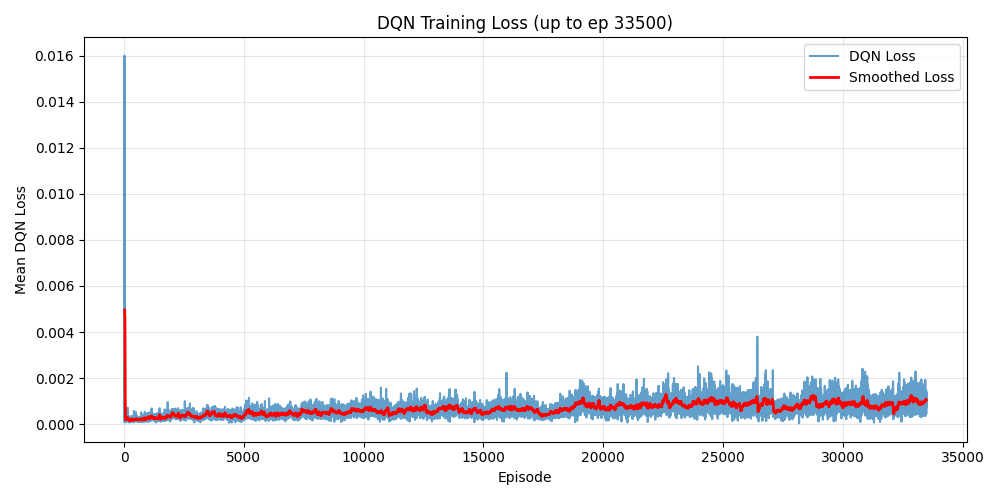 DQN Training Loss (up to ep 33500)
DQN Loss
Smoothed Loss
Mean DQN Loss
0.016
0.014
0.012
0.010
0.008
0.006
0.004
0.002
0.000
0 5000 10000 15000 20000 25000 30000 35000
Episode